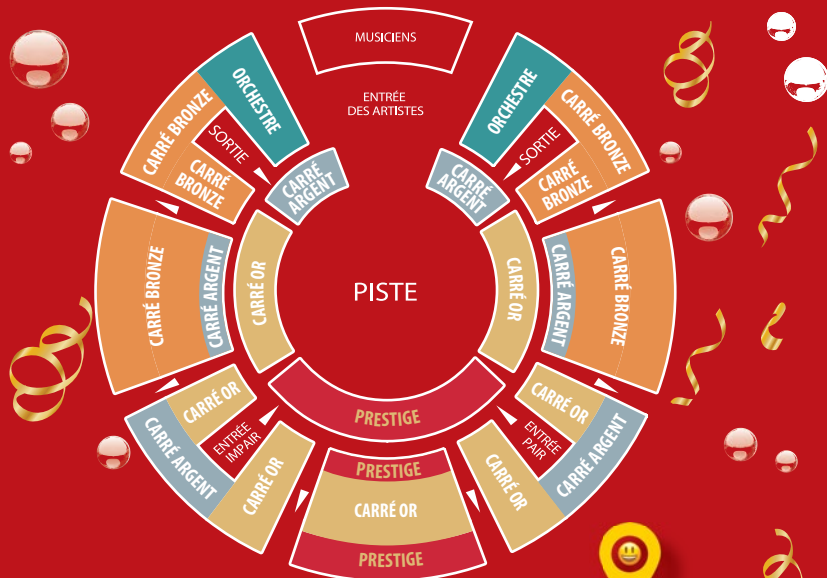 MUSICIENS
ENTRÉE
DES ARTISTES
ORCHESTRE
ORCHESTRE
CARRÉ BRONZE
CARRÉ BRONZE
SORTIE
SORTIE
CARRÉ
BRONZE
CARRÉ
BRONZE
CARRÉ
ARGENT
CARRÉ
ARGENT
CARRÉ BRONZE
CARRÉ ARGENT
CARRÉ OR
PISTE
CARRÉ OR
CARRÉ ARGENT
CARRÉ BRONZE
CARRÉ OR
PRESTIGE
CARRÉ OR
CARRÉ ARGENT
ENTRÉE
IMPAIR
ENTRÉE
PAIR
CARRÉ ARGENT
CARRÉ OR
PRESTIGE
CARRÉ OR
CARRÉ OR
PRESTIGE